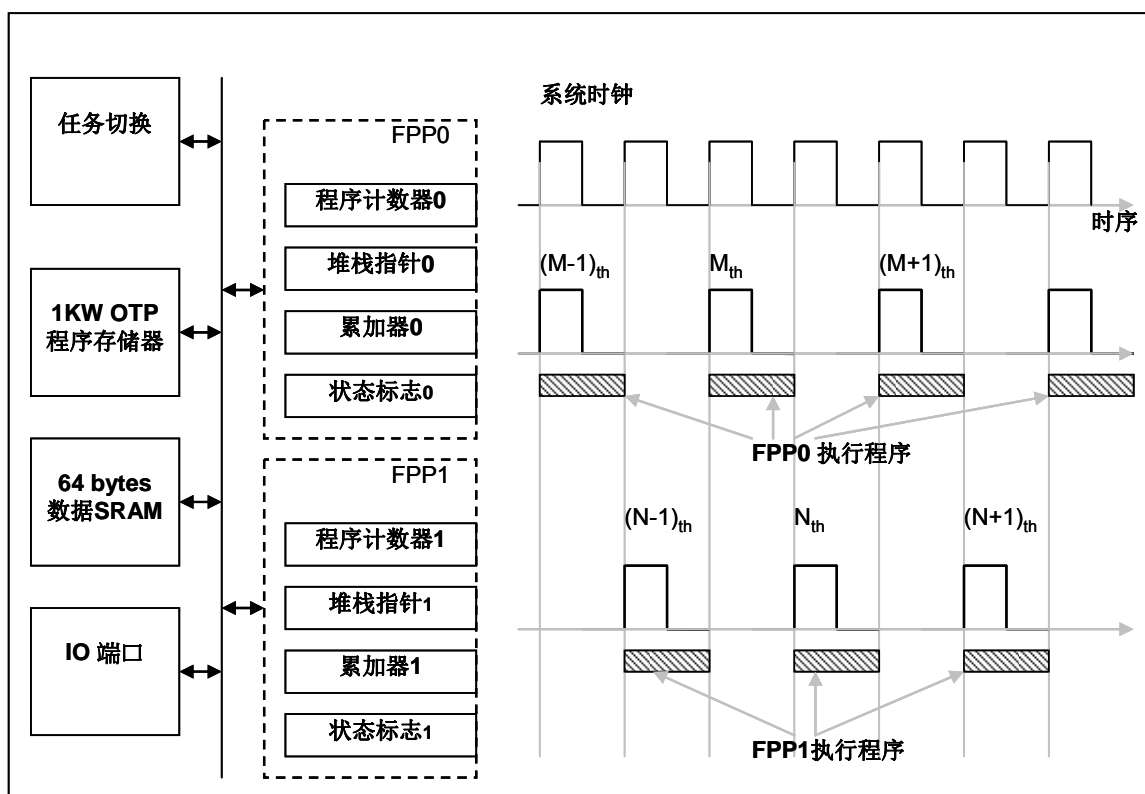 任务切换
1KW OTP
程序存储器
64 bytes
数据SRAM
IO 端口
FPP0
程序计数器0
堆栈指针0
累加器0
状态标志0
FPP1
程序计数器1
堆栈指针1
累加器1
状态标志1
系统时钟
时序
(M-1)th
Mth
(M+1)th
FPP0 执行程序
(N-1)th
Nth
(N+1)th
FPP1执行程序